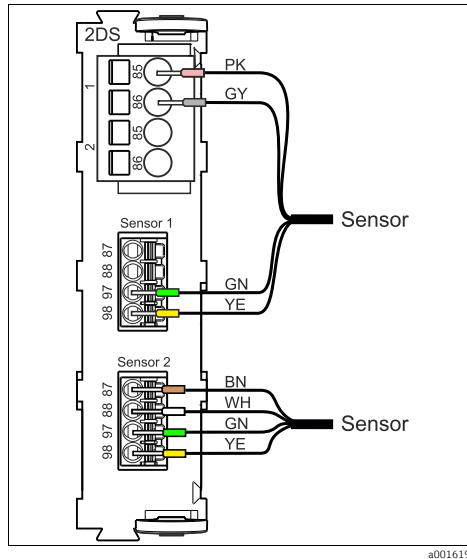 2DS
1
85
PK
86
GY
2
85
86
Sensor
Sensor 1
87
88
97
GN
98
YE
Sensor 2
87
BN
88
WH
97
GN
98
YE
Sensor
a001619